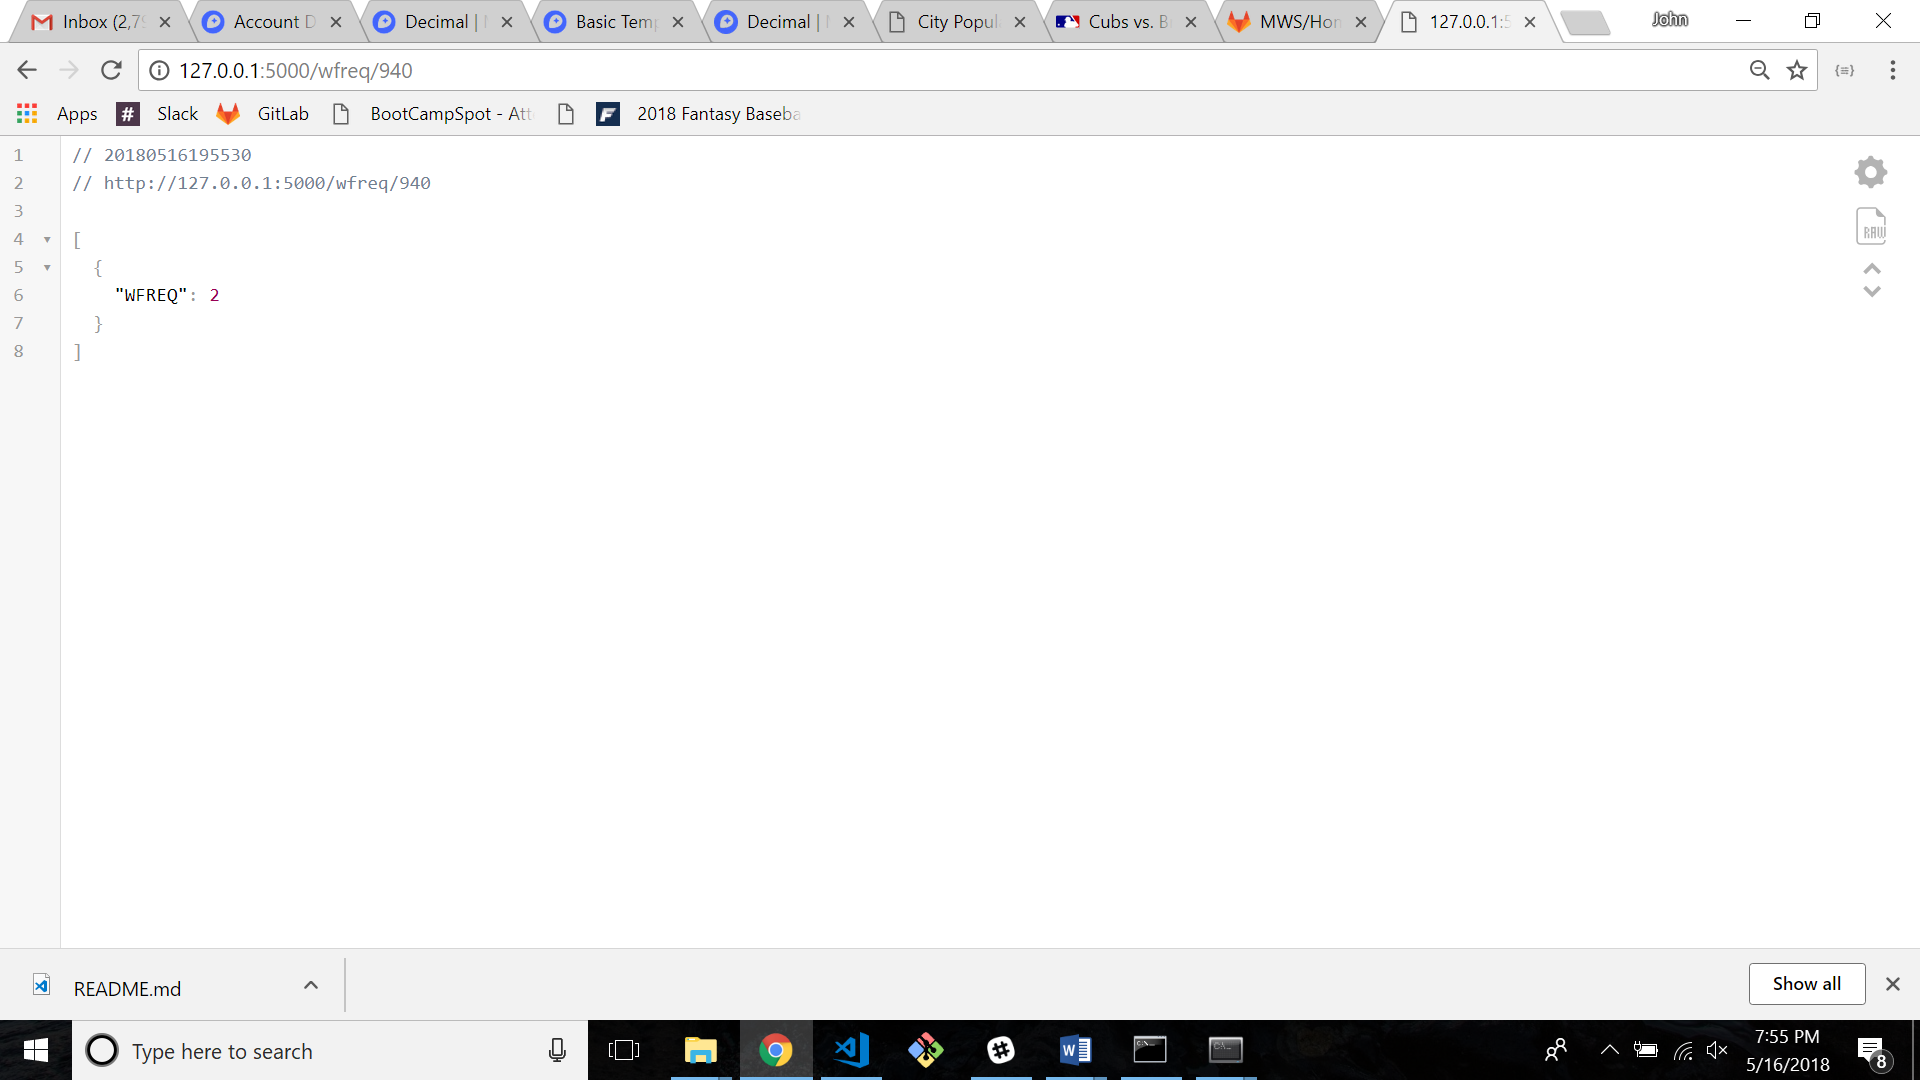 Inbox (2,79
Account D
Decimal |
Basic Temp
Decimal |
City Popul
Cubs vs. B
MWS/Hom
127.0.0.1:5
John
127.0.0.1:5000/wfreq/940
Apps
Slack
GitLab
BootCampSpot - Att
2018 Fantasy Baseba
1 // 20180516195530
2 // http://127.0.0.1:5000/wfreq/940
3
4 [
5 {
6 "WFREQ": 2
7 }
8 ]
RAW
README.md
Show all
Type here to search
7:55 PM
5/16/2018
8